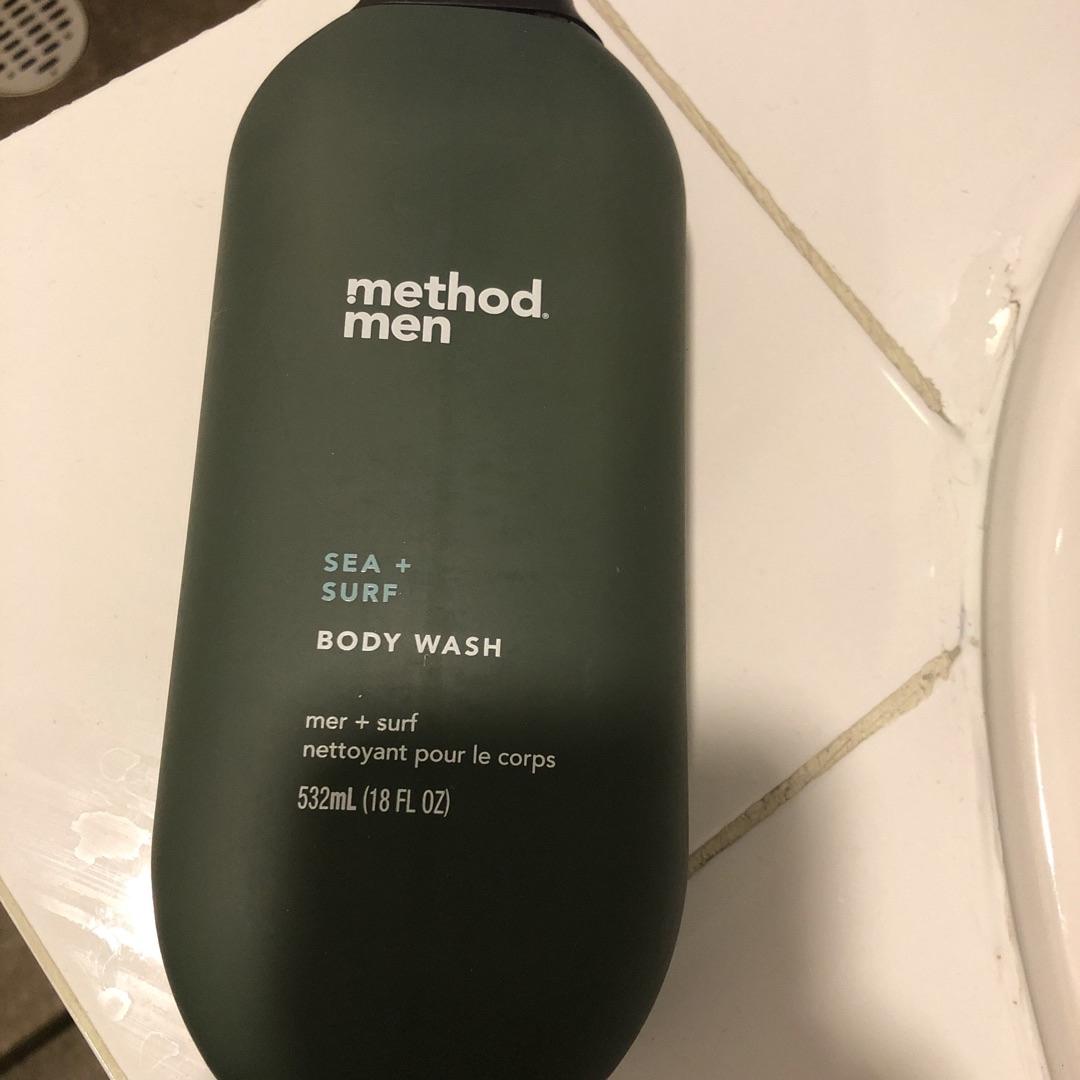 method®
men
SEA +
SURF
BODY WASH
mer + surf
nettoyant pour le corps
532mL (18 FL OZ)